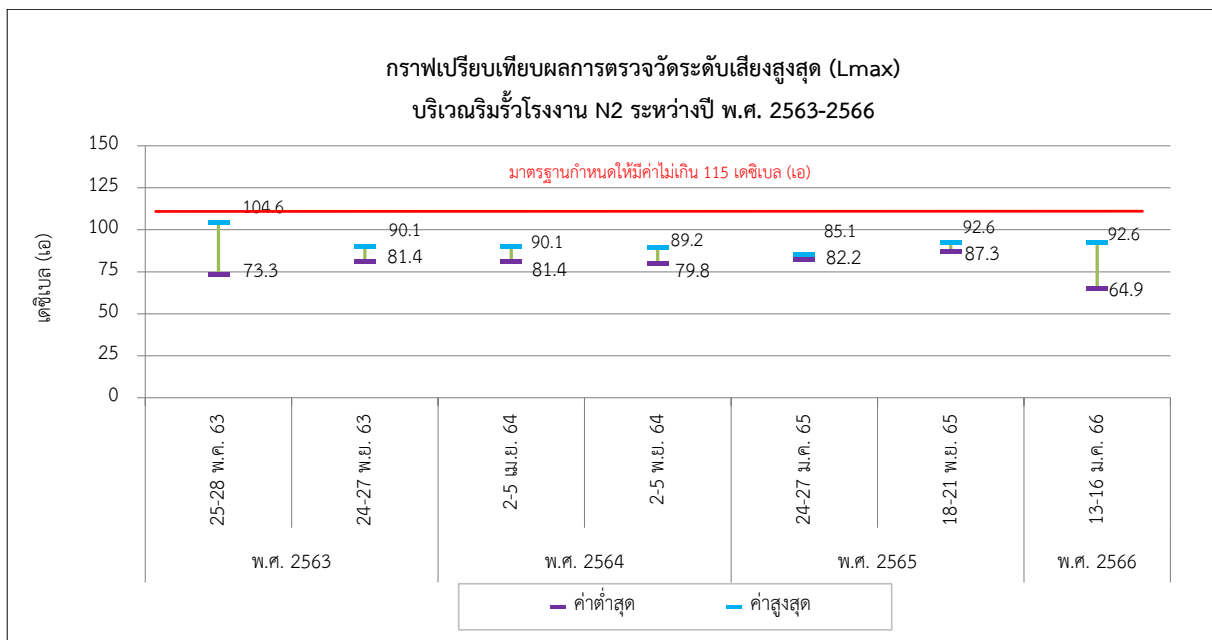 กราฟเปรียบเทียบผลการตรวจวัดระดับเสียงสูงสุด (Lmax)
บริเวณริมรั้วโรงงาน N2 ระหว่างปี พ.ศ. 2563-2566
มาตรฐานกำหนดให้มีค่าไม่เกิน 115 เดซิเบล (เอ)
เดซิเบล (เอ)
150
125
100
75
50
25
0
104.6
73.3
90.1
81.4
90.1
81.4
89.2
79.8
85.1
82.2
92.6
87.3
92.6
64.9
25-28 พ.ค. 63
24-27 พ.ย. 63
2-5 เม.ย. 64
2-5 พ.ย. 64
24-27 ม.ค. 65
18-21 พ.ย. 65
13-16 ม.ค. 66
พ.ศ. 2563
พ.ศ. 2564
พ.ศ. 2565
พ.ศ. 2566
ค่าต่ำสุด
ค่าสูงสุด